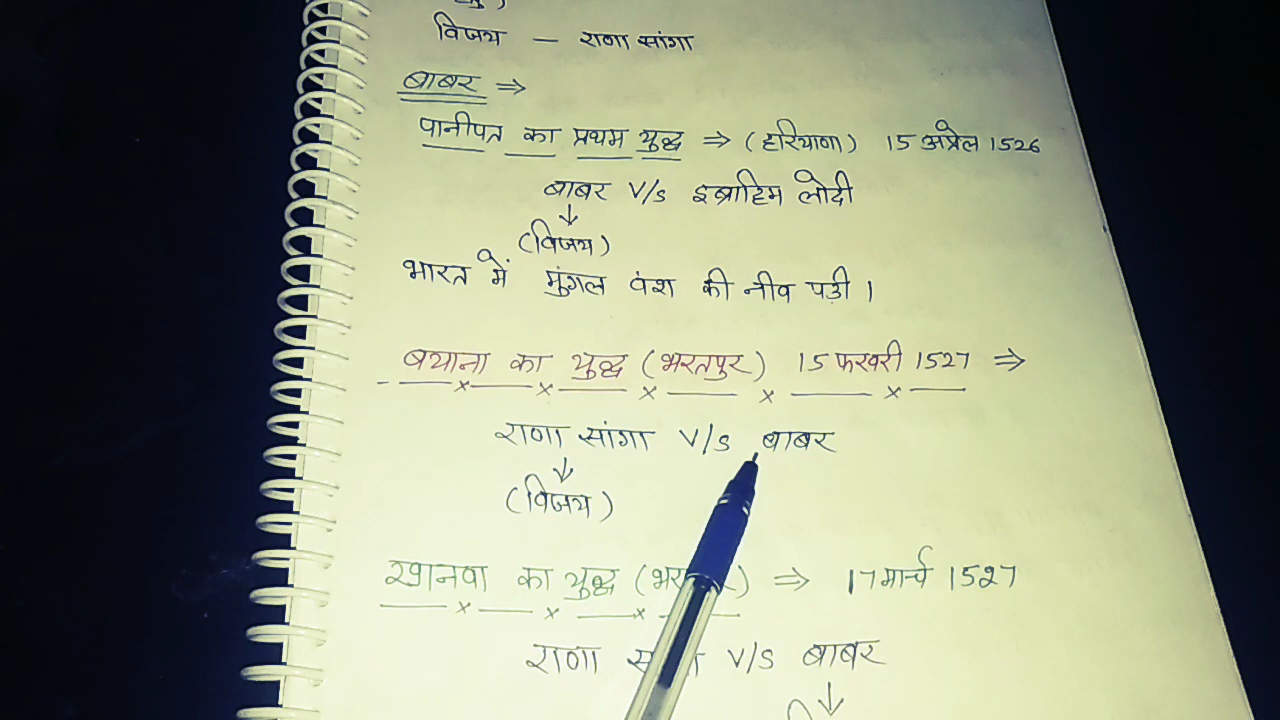 विजय — राणा सांगा
बाबर ⇒
पानीपत का प्रथम युद्ध ⇒ (हरियाणा) 15 अप्रेल 1526
बाबर V/s इब्राहिम लोदी
↓
(विजय)
भारत में मुंगल वंश की नीव पडी ।
बयाना का युद्ध (भरतपुर) 15 फरवरी 1527 ⇒
राणा सांगा V/s बाबर
↓
(विजय)
खानवा का युद्ध ⇒ 17 मार्च 1527
राणा V/s बाबर
↓